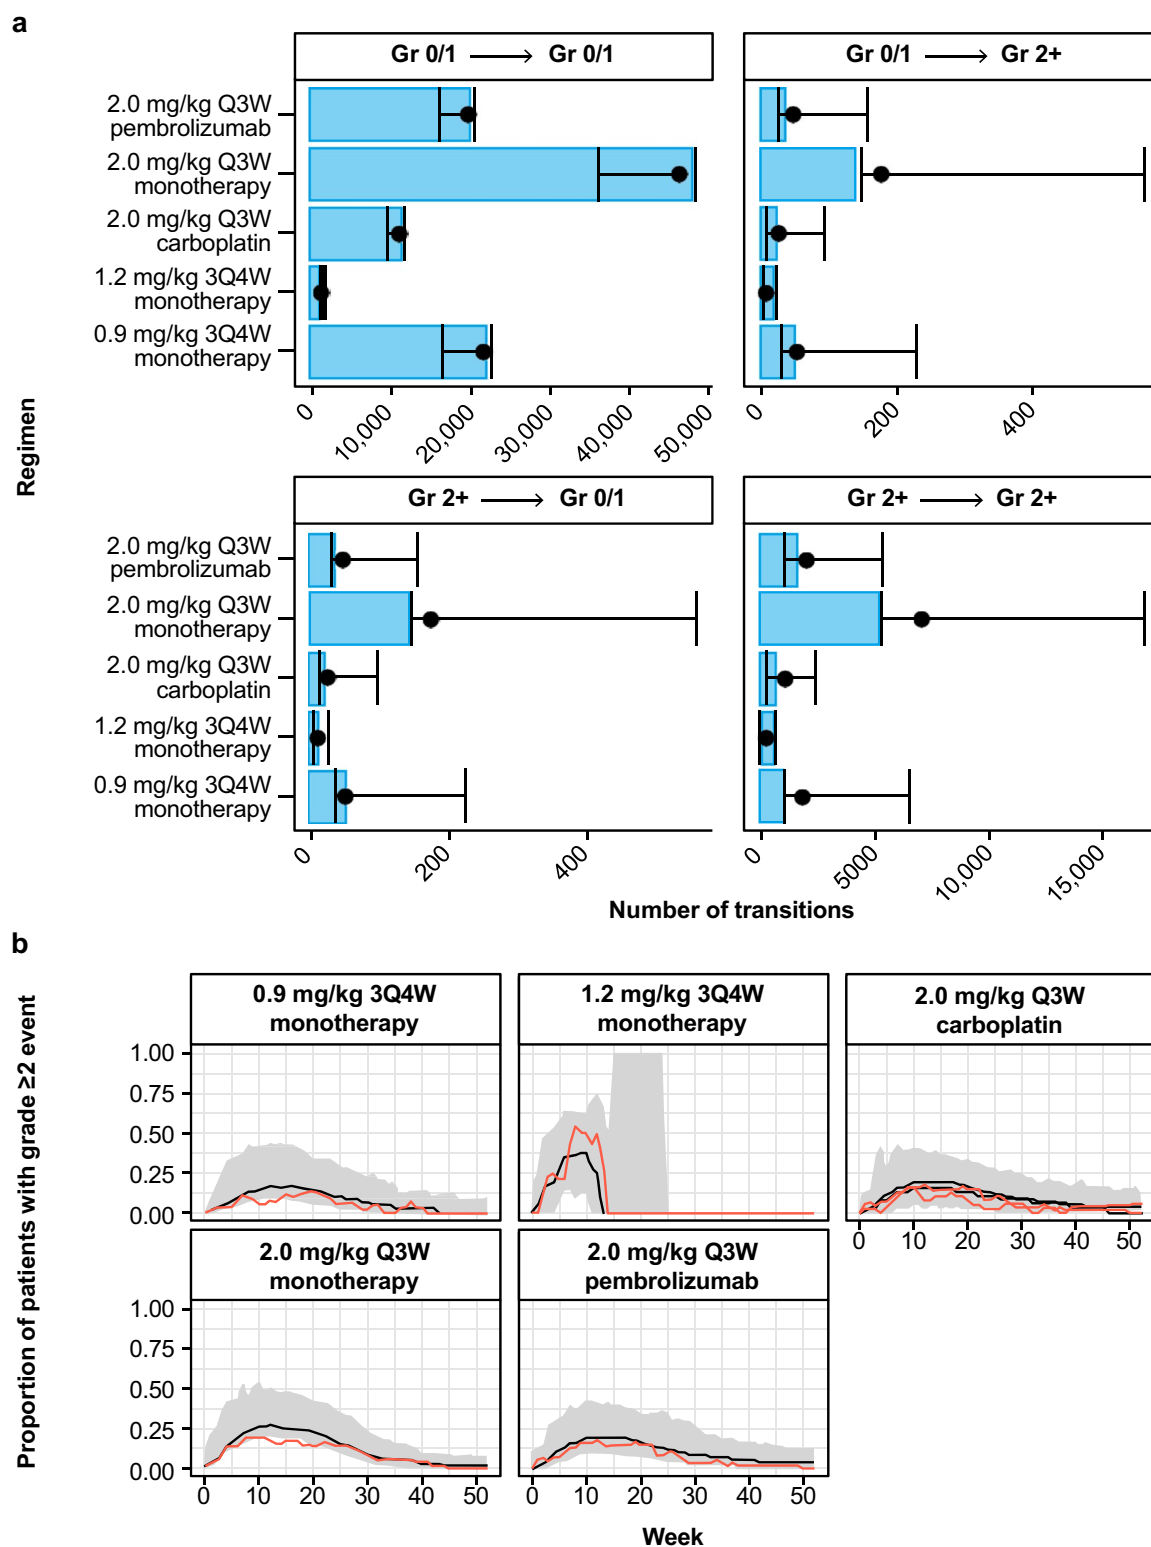 a
Gr 0/1 → Gr 0/1
Gr 0/1 → Gr 2+
2.0 mg/kg Q3W
pembrolizumab
2.0 mg/kg Q3W
monotherapy
2.0 mg/kg Q3W
carboplatin
1.2 mg/kg 3Q4W
monotherapy
0.9 mg/kg 3Q4W
monotherapy
0
10,000
20,000
30,000
40,000
50,000
0
200
400
Regimen
Gr 2+ → Gr 0/1
Gr 2+ → Gr 2+
2.0 mg/kg Q3W
pembrolizumab
2.0 mg/kg Q3W
monotherapy
2.0 mg/kg Q3W
carboplatin
1.2 mg/kg 3Q4W
monotherapy
0.9 mg/kg 3Q4W
monotherapy
0
200
400
0
5000
10,000
15,000
Number of transitions
b
Proportion of patients with grade ≥2 event
0.9 mg/kg 3Q4W
monotherapy
1.2 mg/kg 3Q4W
monotherapy
2.0 mg/kg Q3W
carboplatin
1.00
0.75
0.50
0.25
0.00
0 10 20 30 40 50
2.0 mg/kg Q3W
monotherapy
2.0 mg/kg Q3W
pembrolizumab
1.00
0.75
0.50
0.25
0.00
0 10 20 30 40 50
0 10 20 30 40 50
Week